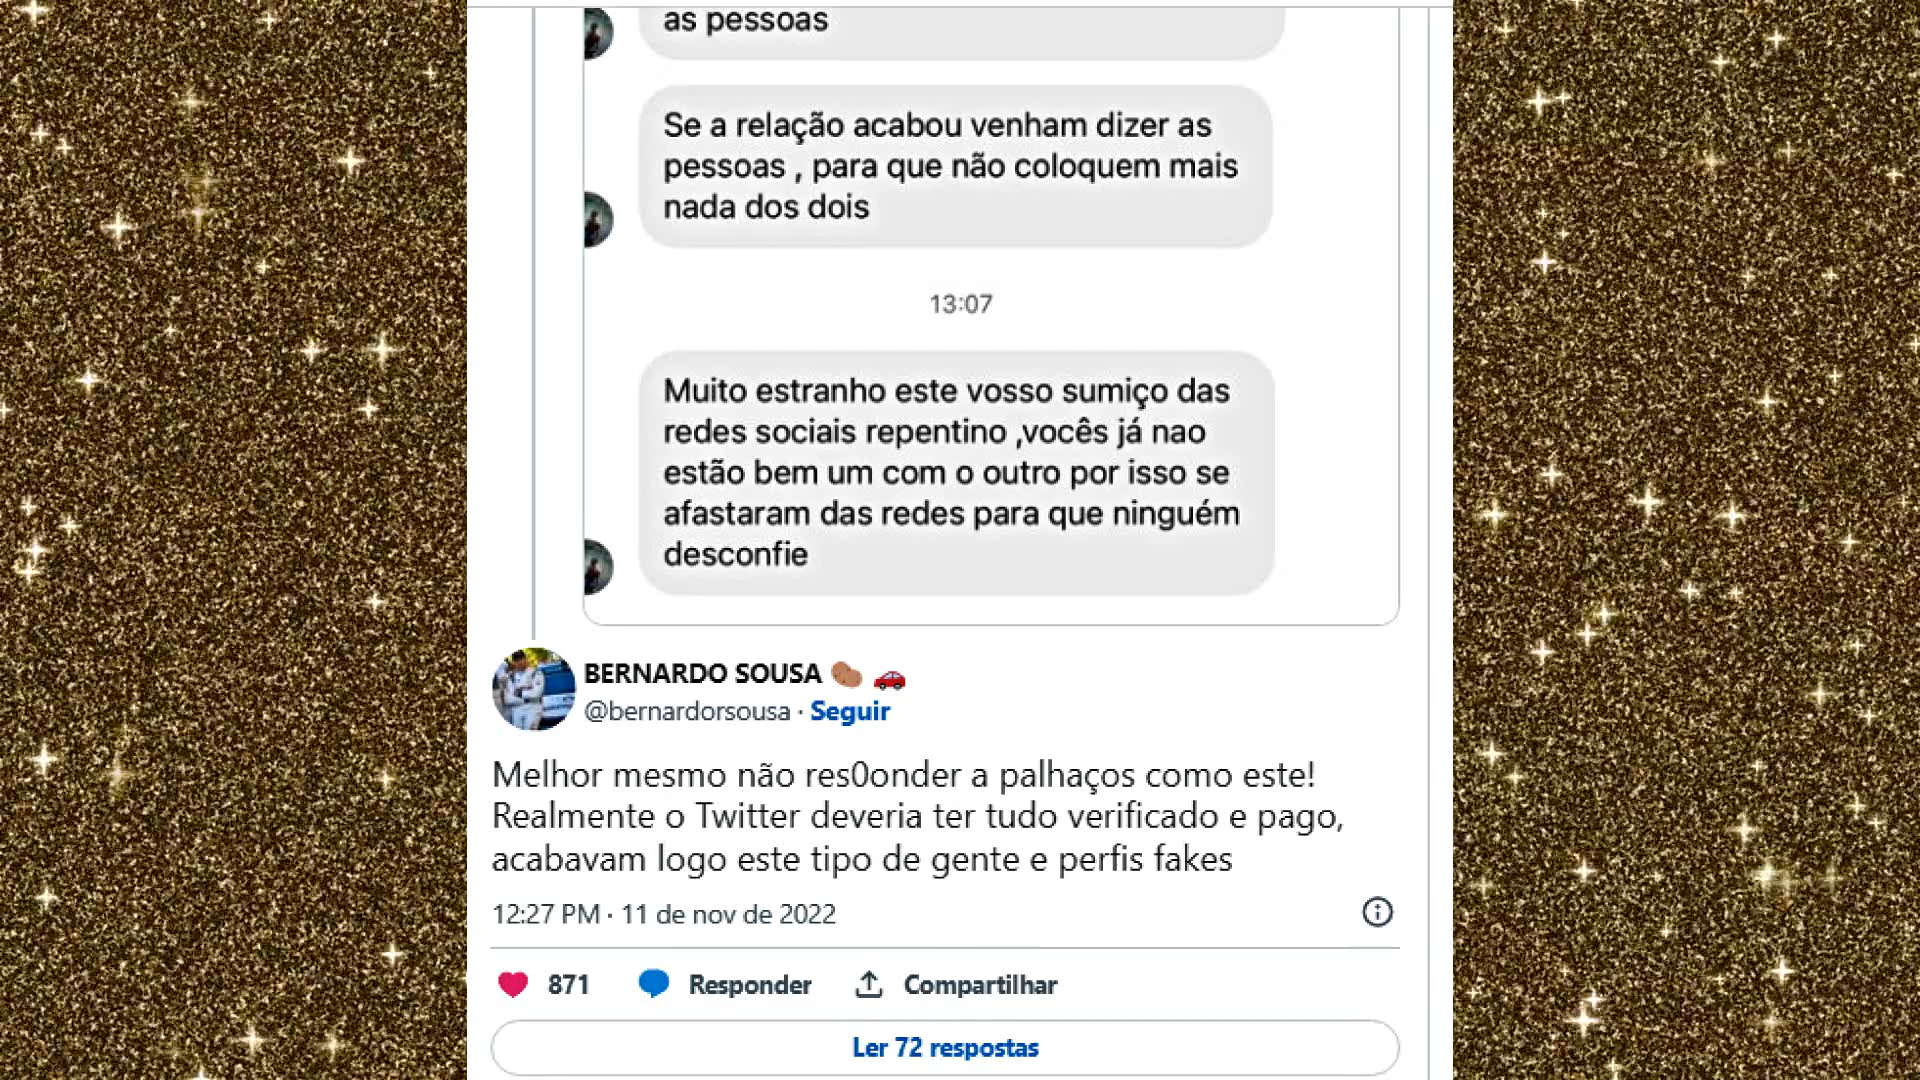 as pessoas
Se a relação acabou venham dizer as
pessoas , para que não coloquem mais
nada dos dois
13:07
Muito estranho este vosso sumiço das
redes sociais repentino ,vocês já nao
estão bem um com o outro por isso se
afastaram das redes para que ninguém
desconfie
BERNARDO SOUSA 🥔 🚗
@bernardorsousa · Seguir
Melhor mesmo não res0onder a palhaços como este!
Realmente o Twitter deveria ter tudo verificado e pago,
acabavam logo este tipo de gente e perfis fakes
12:27 PM · 11 de nov de 2022
871 Responder Compartilhar
Ler 72 respostas